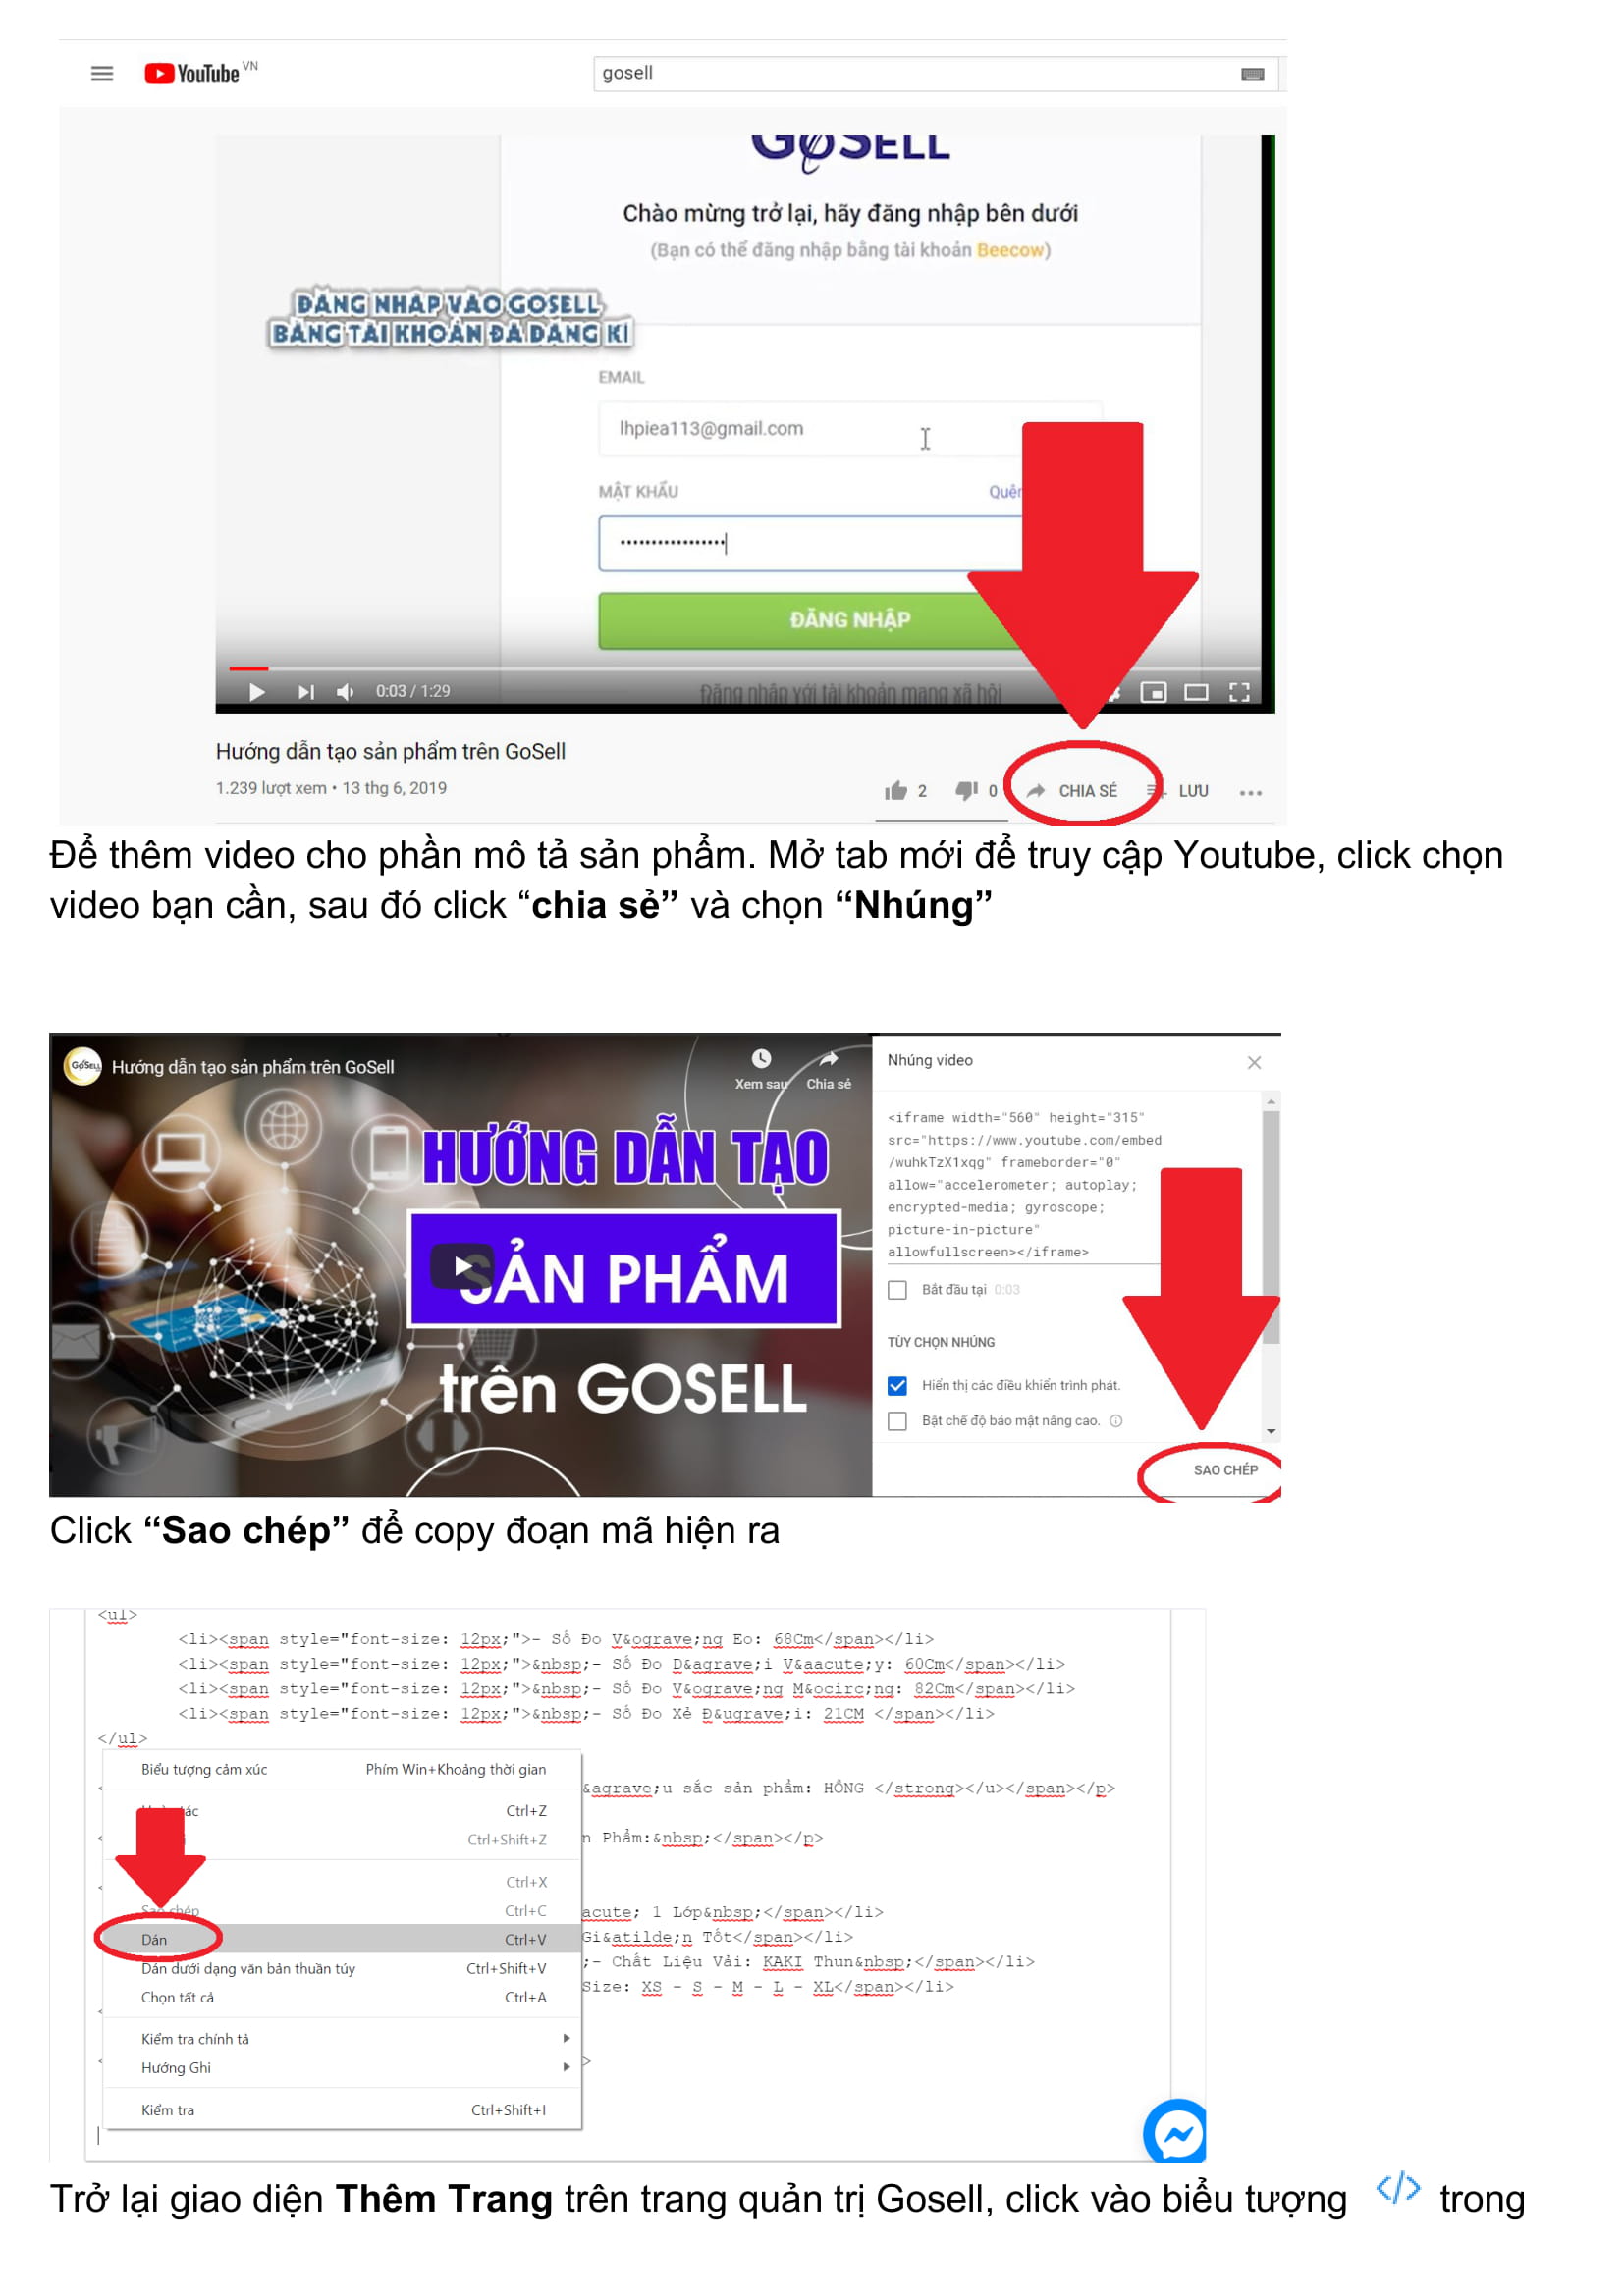 YouTube VN
gosell
GOSELL
Chào mừng trở lại, hãy đăng nhập bên dưới
(Bạn có thể đăng nhập bằng tài khoản Beecow)
ĐĂNG NHẬP VÀO GOSELL
BẰNG TÀI KHOẢN ĐÃ ĐĂNG KÍ
EMAIL
lhpiea113@gmail.com
MẬT KHẨU
Quên
ĐĂNG NHẬP
0:03 / 1:29
Đăng nhập với tài khoản mạng xã hội
Hướng dẫn tạo sản phẩm trên GoSell
1.239 lượt xem • 13 thg 6, 2019
2 0 CHIA SẺ LƯU
Để thêm video cho phần mô tả sản phẩm. Mở tab mới để truy cập Youtube, click chọn
video bạn cần, sau đó click “chia sẻ” và chọn “Nhúng”
GoSELL
Hướng dẫn tạo sản phẩm trên GoSell
Xem sau Chia sẻ
HƯỚNG DẪN TẠO
SẢN PHẨM
trên GOSELL
Nhúng video
<iframe width="560" height="315"
src="https://www.youtube.com/embed
/wuhkTzX1xqg" frameborder="0"
allow="accelerometer; autoplay;
encrypted-media; gyroscope;
picture-in-picture"
allowfullscreen></iframe>
Bắt đầu tại 0:03
TÙY CHỌN NHÚNG
Hiển thị các điều khiển trình phát.
Bật chế độ bảo mật nâng cao.
SAO CHÉP
Click “Sao chép” để copy đoạn mã hiện ra
<ul>
<li><span style="font-size: 12px;">- Số Đo V&ograve;ng Eo: 68Cm</span></li>
<li><span style="font-size: 12px;">&nbsp;- Số Đo D&agrave;i V&aacute;y: 60Cm</span></li>
<li><span style="font-size: 12px;">&nbsp;- Số Đo V&ograve;ng M&ocirc;ng: 82Cm</span></li>
<li><span style="font-size: 12px;">&nbsp;- Số Đo Xẻ Đ&ugrave;i: 21CM </span></li>
</ul>
Biểu tượng cảm xúc Phím Win+Khoảng thời gian
&agrave;u sắc sản phẩm: HỒNG </strong></u></span></p>
tác Ctrl+Z
Ctrl+Shift+Z
n Phẩm:&nbsp;</span></p>
Ctrl+X
Sao chép Ctrl+C
acute; 1 Lớp&nbsp;</span></li>
Dán Ctrl+V
Gi&atilde;n Tốt</span></li>
Dán dưới dạng văn bản thuần túy Ctrl+Shift+V
;- Chất Liệu Vải: KAKI Thun&nbsp;</span></li>
Chọn tất cả Ctrl+A
Size: XS - S - M - L - XL</span></li>
Kiểm tra chính tả
Hướng Ghi
>
Kiểm tra Ctrl+Shift+I
Trở lại giao diện Thêm Trang trên trang quản trị Gosell, click vào biểu tượng </> trong